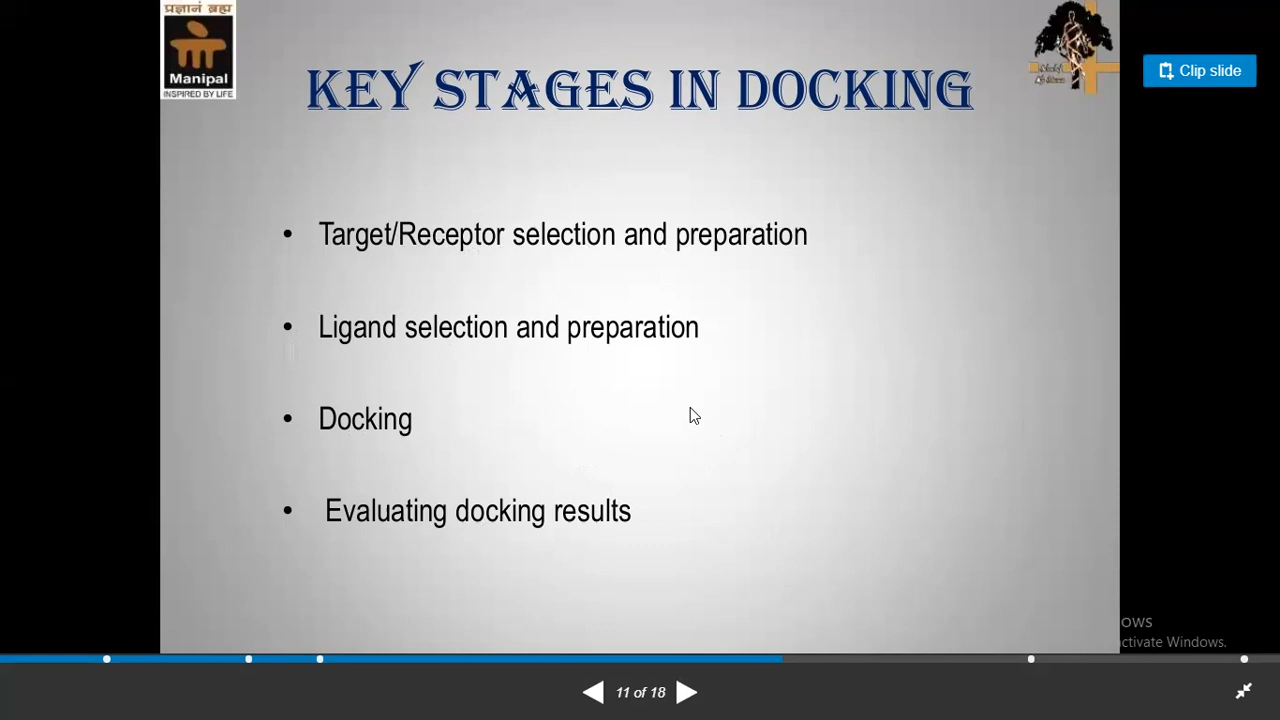 प्रज्ञानं ब्रह्म
Manipal
INSPIRED BY LIFE
KEY STAGES IN DOCKING
Clip slide
• Target/Receptor selection and preparation
• Ligand selection and preparation
• Docking
• Evaluating docking results
ows
ctivate Windows.
11 of 18